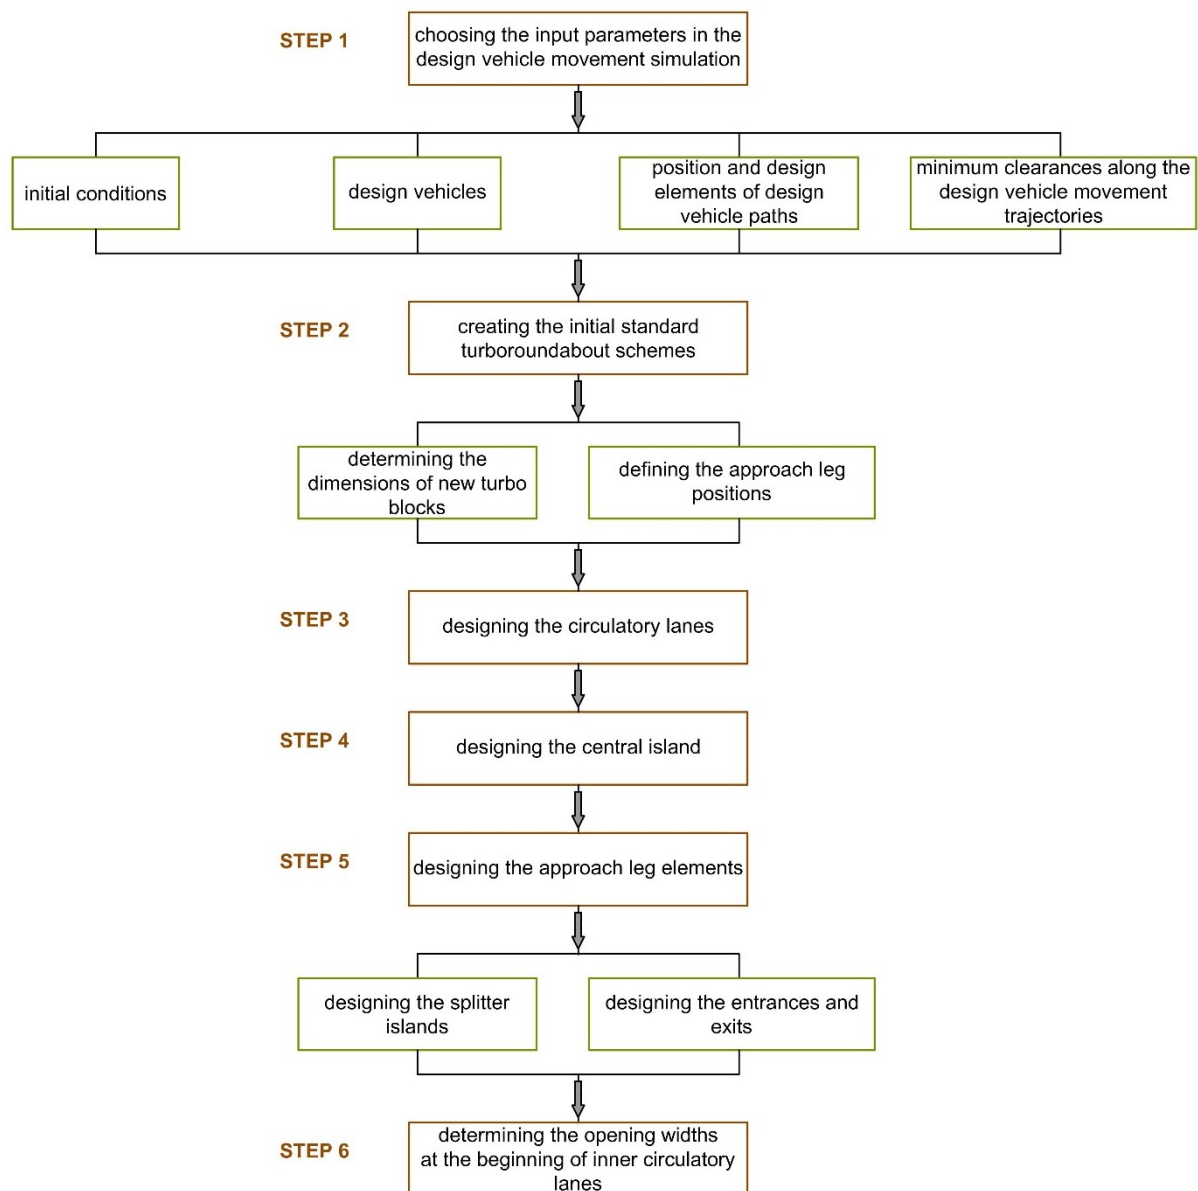 STEP 1
choosing the input parameters in the
design vehicle movement simulation
initial conditions
design vehicles
position and design
elements of design
vehicle paths
minimum clearances along the
design vehicle movement
trajectories
STEP 2
creating the initial standard
turboroundabout schemes
determining the
dimensions of new turbo
blocks
defining the approach leg
positions
STEP 3
designing the circulatory lanes
STEP 4
designing the central island
STEP 5
designing the approach leg elements
designing the splitter
islands
designing the entrances and
exits
STEP 6
determining the opening widths
at the beginning of inner circulatory
lanes